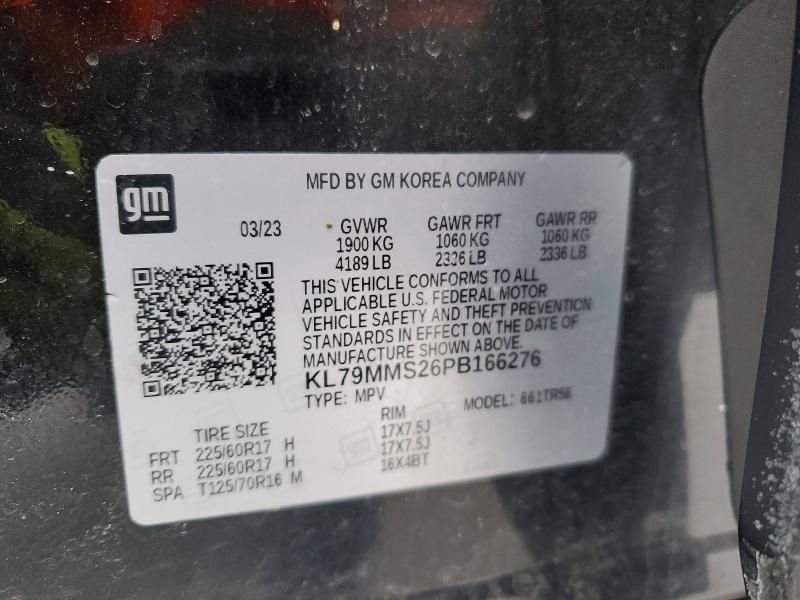 gm
MFD BY GM KOREA COMPANY
03/23 GVWR GAWR FRT GAWR RR
1900 KG 1060 KG 1060 KG
4189 LB 2336 LB 2336 LB
THIS VEHICLE CONFORMS TO ALL
APPLICABLE U.S. FEDERAL MOTOR
VEHICLE SAFETY AND THEFT PREVENTION
STANDARDS IN EFFECT ON THE DATE OF
MANUFACTURE SHOWN ABOVE.
KL79MMS26PB166276
TYPE: MPV MODEL: 661TR56
TIRE SIZE RIM
FRT 225/60R17 H 17X7.5J
RR 225/60R17 H 17X7.5J
SPA T125/70R16 M 16X4BT